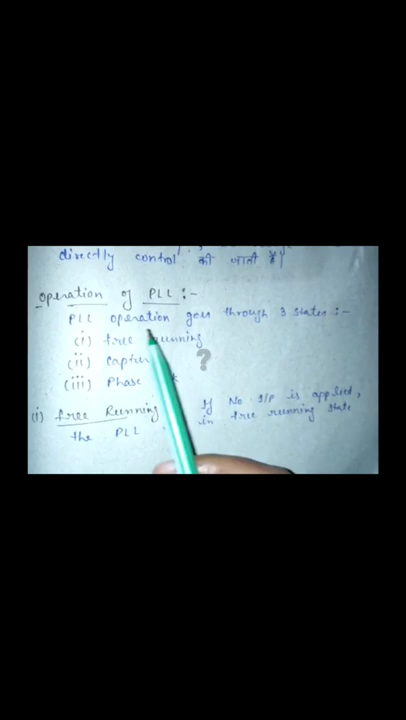 directly control की जाती है।
Operation of PLL :-
PLL operation goes through 3 states :-
(i) free running
(ii) Capture
(iii) Phase
(i) Free Running If No I/P is applied,
the PLL in free running state